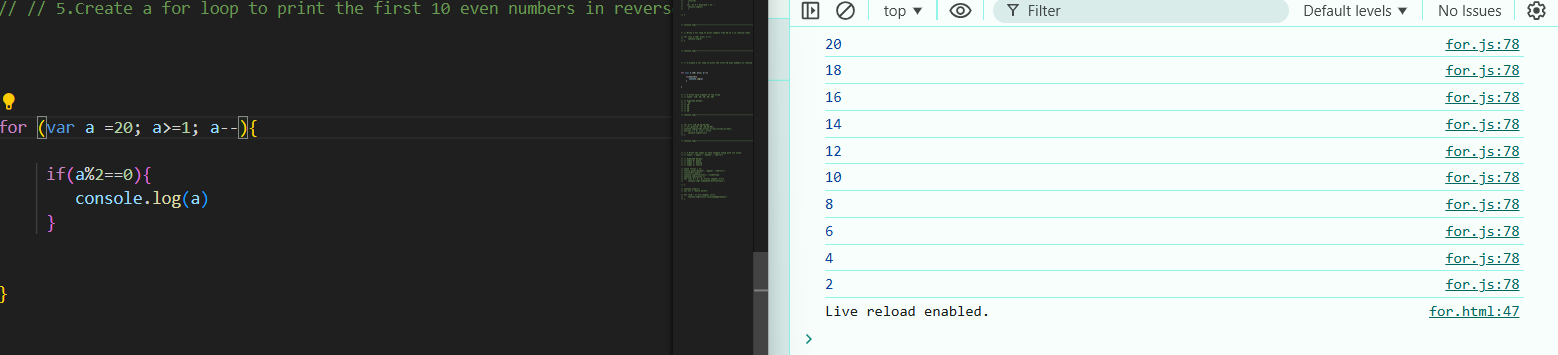 // // 5.Create a for loop to print the first 10 even numbers in revers
for (var a =20; a>=1; a--){
if(a%2==0){
console.log(a)
}
}
top Filter Default levels No Issues
20 for.js:78
18 for.js:78
16 for.js:78
14 for.js:78
12 for.js:78
10 for.js:78
8 for.js:78
6 for.js:78
4 for.js:78
2 for.js:78
Live reload enabled. for.html:47
>